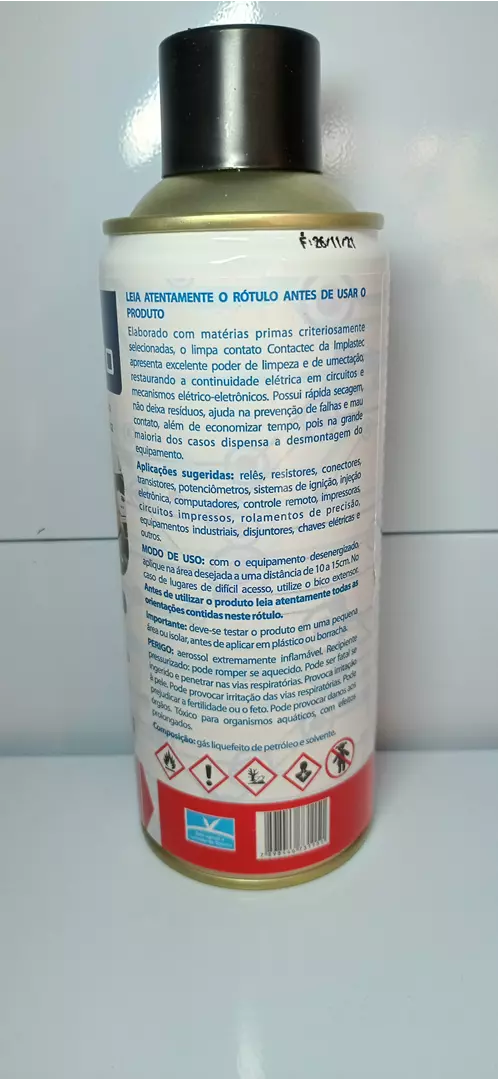 F:26/11/21
LEIA ATENTAMENTE O RÓTULO ANTES DE USAR O
PRODUTO
Elaborado com matérias primas criteriosamente
selecionadas, o limpa contato Contactec da Implastec
apresenta excelente poder de limpeza e de umectação,
restaurando a continuidade elétrica em circuitos e
mecanismos elétrico-eletrônicos. Possui rápida secagem,
não deixa resíduos, ajuda na prevenção de falhas e mau
contato, além de economizar tempo, pois na grande
maioria dos casos dispensa a desmontagem do
equipamento.
Aplicações sugeridas: relês, resistores, conectores,
transistores, potenciômetros, sistemas de ignição, injeção
eletrônica, computadores, controle remoto, impressoras,
circuitos impressos, rolamentos de precisão,
equipamentos industriais, disjuntores, chaves elétricas e
outros.
MODO DE USO: com o equipamento desenergizado,
aplique na área desejada a uma distância de 10 a 15cm. No
caso de lugares de difícil acesso, utilize o bico extensor.
Antes de utilizar o produto leia atentamente todas as
orientações contidas neste rótulo.
Importante: deve-se testar o produto em uma pequena
área ou isolar, antes de aplicar em plástico ou borracha.
PERIGO: aerossol extremamente inflamável. Recipiente
pressurizado: pode romper se aquecido. Pode ser fatal se
ingerido e penetrar nas vias respiratórias. Provoca irritação
à pele. Pode provocar irritação das vias respiratórias. Pode
prejudicar a fertilidade ou o feto. Pode provocar danos aos
órgãos. Tóxico para organismos aquáticos, com efeitos
prolongados.
Composição: gás liquefeito de petróleo e solvente.